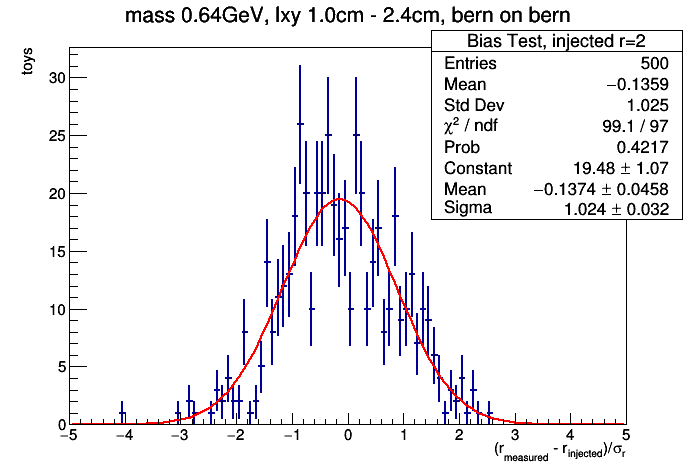 mass 0.64GeV, lxy 1.0cm - 2.4cm, bern on bern
Bias Test, injected r=2
Entries 500
Mean −0.1359
Std Dev 1.025
χ² / ndf 99.1 / 97
Prob 0.4217
Constant 19.48 ± 1.07
Mean −0.1374 ± 0.0458
Sigma 1.024 ± 0.032
toys
30
25
20
15
10
5
0
−5 −4 −3 −2 −1 0 1 2 3 4 5
(r_measured - r_injected)/σ_r